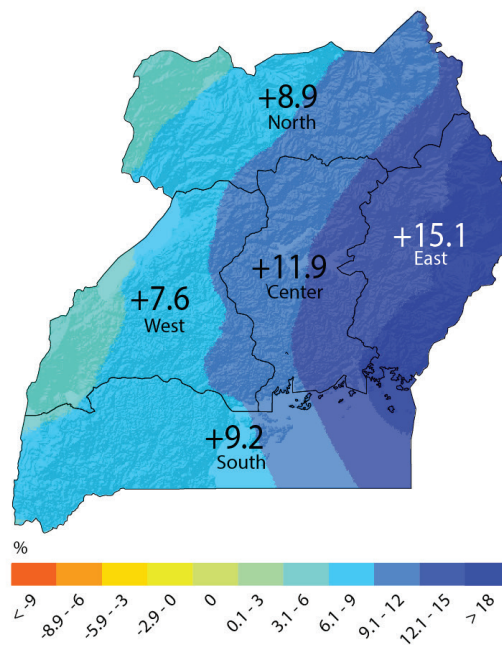 +8.9
North
+15.1
East
+11.9
Center
+7.6
West
+9.2
South
%
< -9
-8.9 - -6
-5.9 - -3
-2.9 - 0
0
0.1 - 3
3.1 - 6
6.1 - 9
9.1 - 12
12.1 - 15
> 18